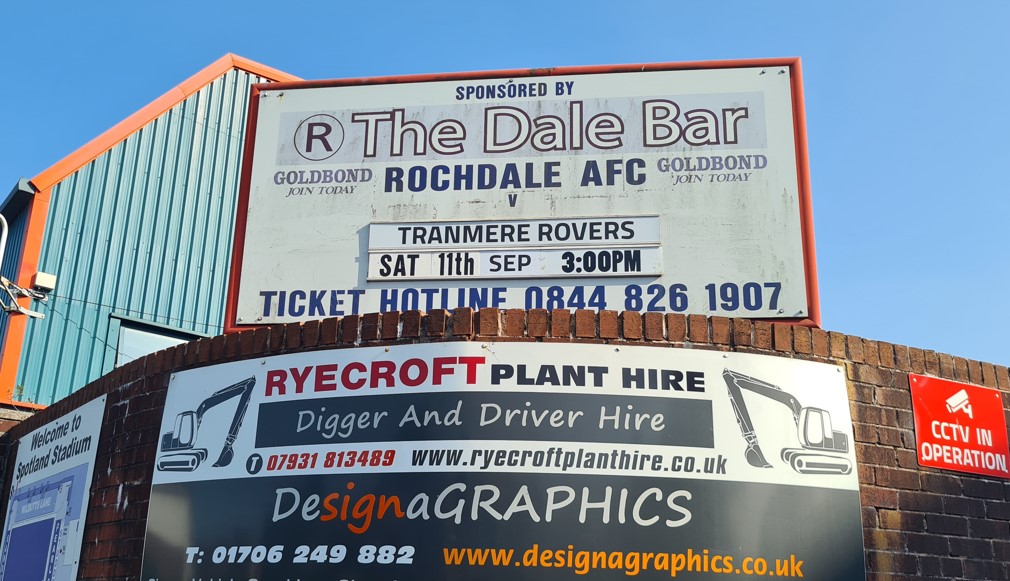 SPONSORED BY
R The Dale Bar
GOLDBOND
JOIN TODAY
ROCHDALE AFC
GOLDBOND
JOIN TODAY
V
TRANMERE ROVERS
SAT 11th SEP 3:00PM
TICKET HOTLINE 0844 826 1907
RYECROFT PLANT HIRE
Digger And Driver Hire
07931 813489 www.ryecroftplanthire.co.uk
DesignaGRAPHICS
T: 01706 249 882 www.designagraphics.co.uk
Welcome to
Spotland Stadium
WILBUTTS LANE
CCTV IN
OPERATION